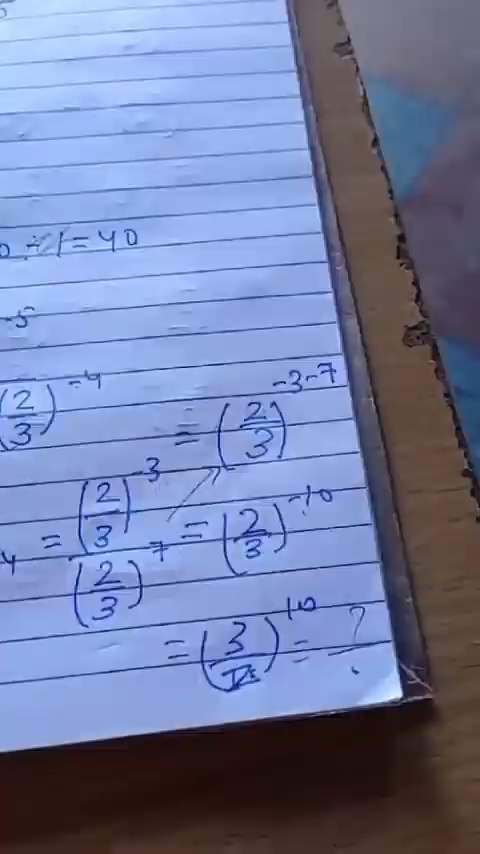 ÷ 1 = 40
-5
(2/3)^-4
= (2/3)^-3-7
4 = (2/3)^-3 / (2/3)^7 = (2/3)^-10
= (3/2)^10 = ?